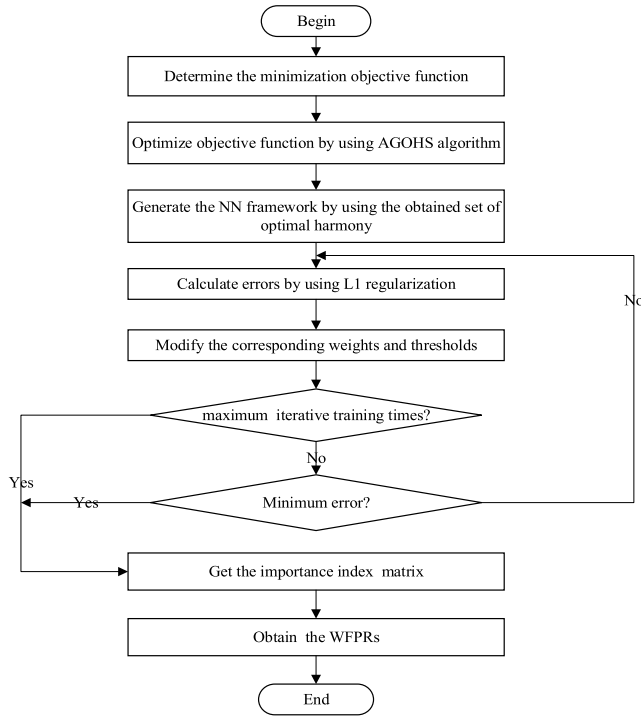 Begin
Determine the minimization objective function
Optimize objective function by using AGOHS algorithm
Generate the NN framework by using the obtained set of
optimal harmony
Calculate errors by using L1 regularization
No
Modify the corresponding weights and thresholds
maximum iterative training times?
No
Yes
Yes
Minimum error?
Get the importance index matrix
Obtain the WFPRs
End